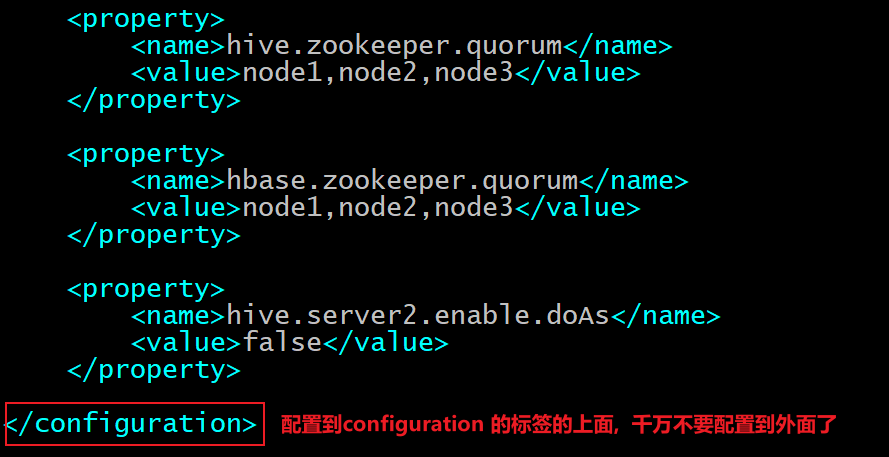 <property>
<name>hive.zookeeper.quorum</name>
<value>node1,node2,node3</value>
</property>
<property>
<name>hbase.zookeeper.quorum</name>
<value>node1,node2,node3</value>
</property>
<property>
<name>hive.server2.enable.doAs</name>
<value>false</value>
</property>
</configuration> 配置到configuration 的标签的上面, 千万不要配置到外面了